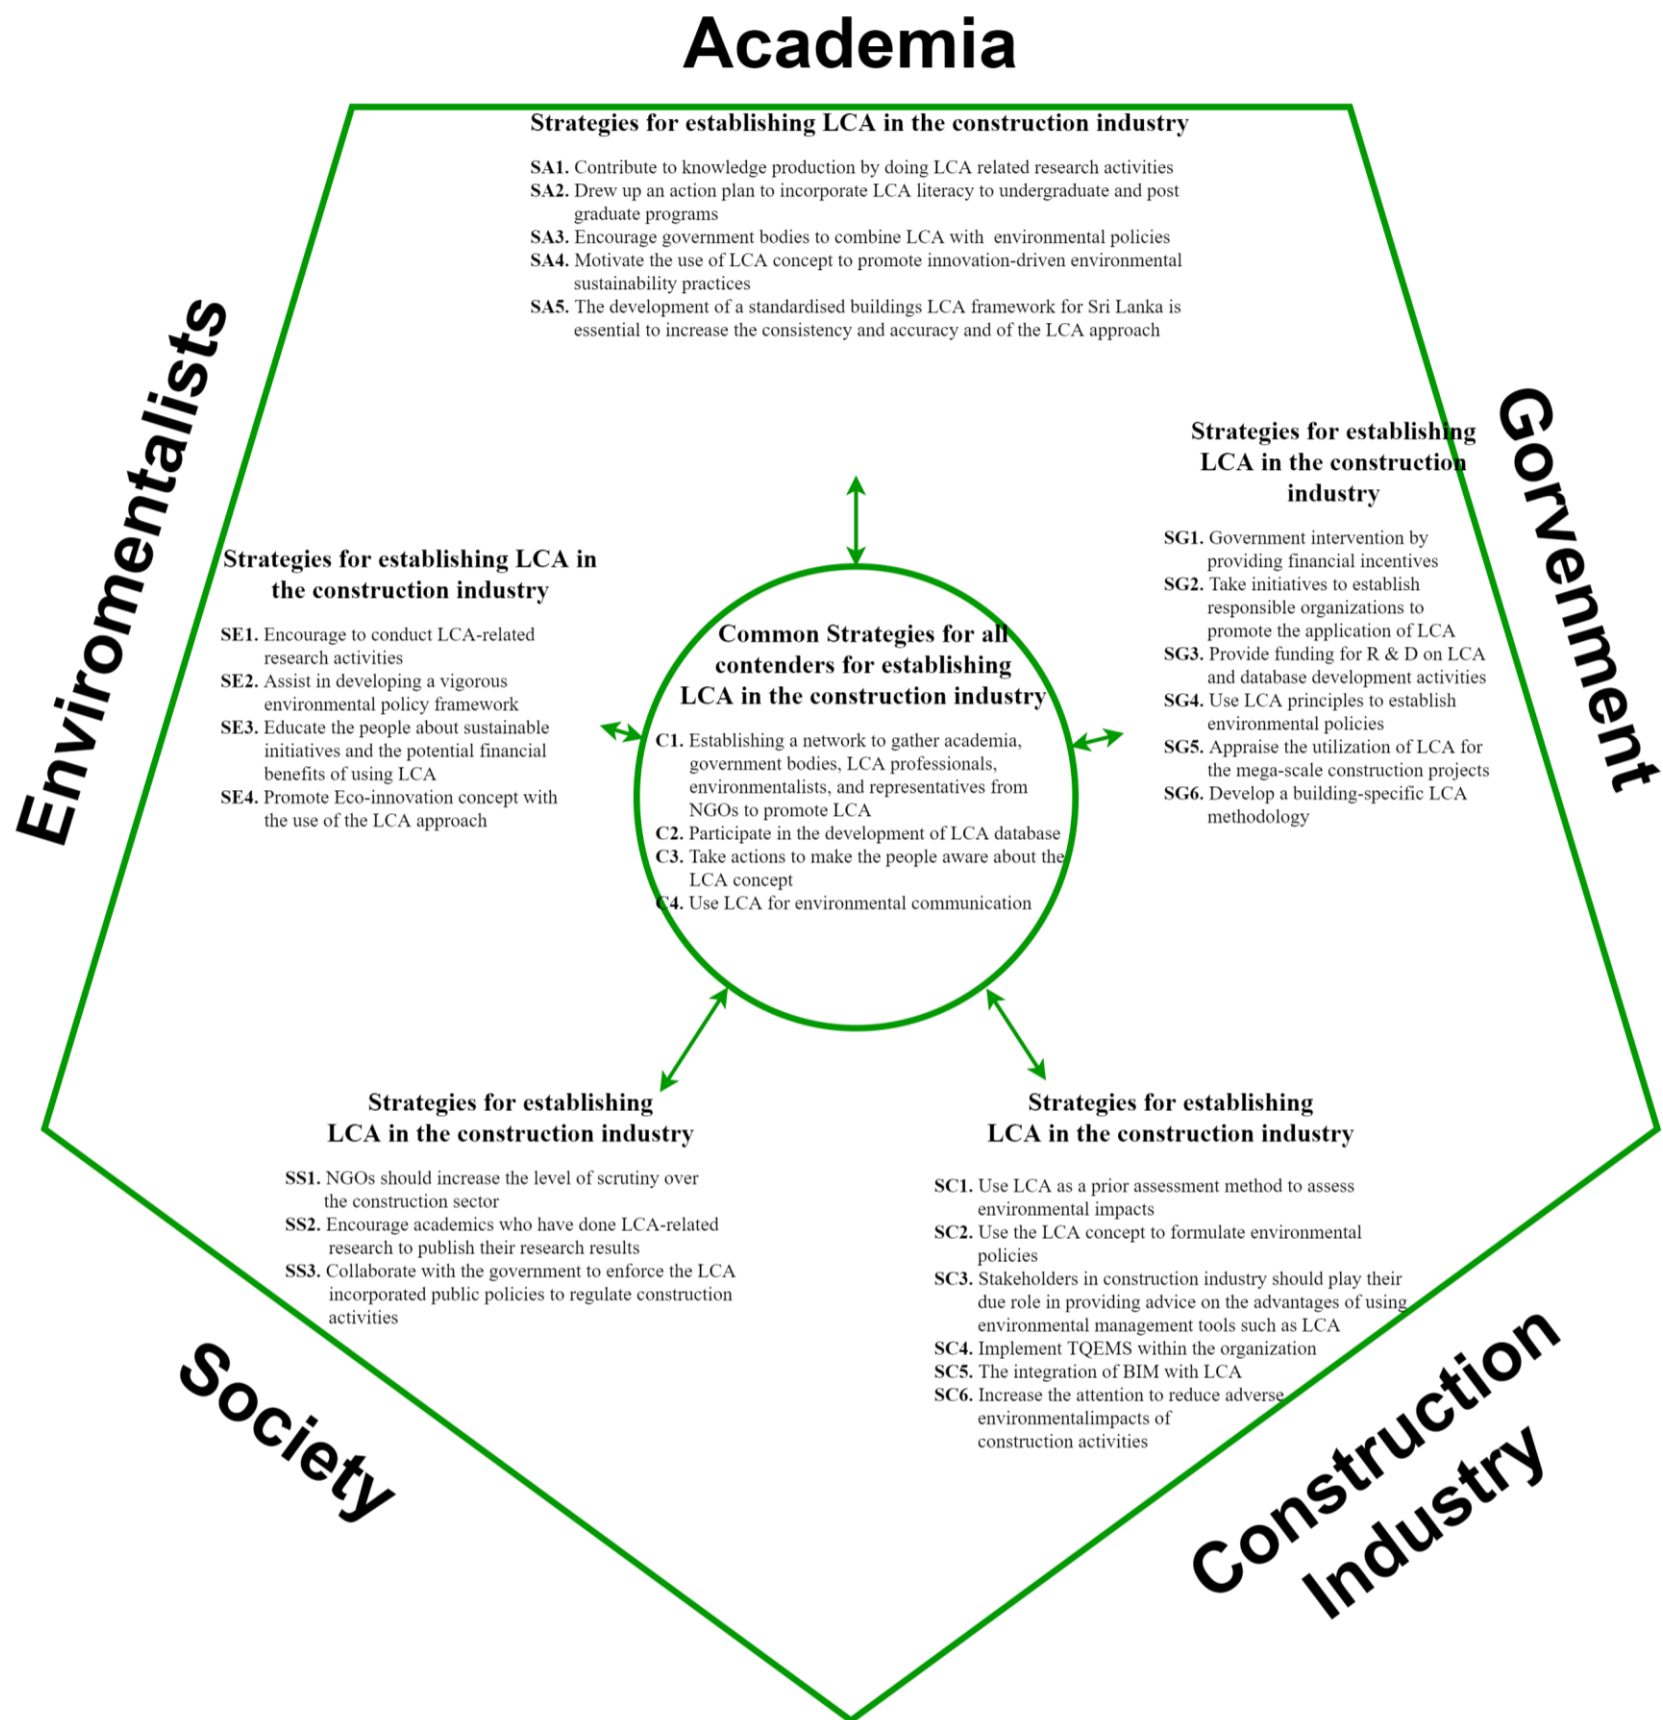 Academia
Strategies for establishing LCA in the construction industry
SA1. Contribute to knowledge production by doing LCA related research activities
SA2. Drew up an action plan to incorporate LCA literacy to undergraduate and post
graduate programs
SA3. Encourage government bodies to combine LCA with environmental policies
SA4. Motivate the use of LCA concept to promote innovation-driven environmental
sustainability practices
SA5. The development of a standardised buildings LCA framework for Sri Lanka is
essential to increase the consistency and accuracy and of the LCA approach
Enviromentalists
Strategies for establishing LCA in
the construction industry
SE1. Encourage to conduct LCA-related
research activities
SE2. Assist in developing a vigorous
environmental policy framework
SE3. Educate the people about sustainable
initiatives and the potential financial
benefits of using LCA
SE4. Promote Eco-innovation concept with
the use of the LCA approach
Common Strategies for all
contenders for establishing
LCA in the construction industry
C1. Establishing a network to gather academia,
government bodies, LCA professionals,
environmentalists, and representatives from
NGOs to promote LCA
C2. Participate in the development of LCA database
C3. Take actions to make the people aware about the
LCA concept
C4. Use LCA for environmental communication
Gorvenment
Strategies for establishing
LCA in the construction
industry
SG1. Government intervention by
providing financial incentives
SG2. Take initiatives to establish
responsible organizations to
promote the application of LCA
SG3. Provide funding for R & D on LCA
and database development activities
SG4. Use LCA principles to establish
environmental policies
SG5. Appraise the utilization of LCA for
the mega-scale construction projects
SG6. Develop a building-specific LCA
methodology
Strategies for establishing
LCA in the construction industry
SS1. NGOs should increase the level of scrutiny over
the construction sector
SS2. Encourage academics who have done LCA-related
research to publish their research results
SS3. Collaborate with the government to enforce the LCA
incorporated public policies to regulate construction
activities
Society
Strategies for establishing
LCA in the construction industry
SC1. Use LCA as a prior assessment method to assess
environmental impacts
SC2. Use the LCA concept to formulate environmental
policies
SC3. Stakeholders in construction industry should play their
due role in providing advice on the advantages of using
environmental management tools such as LCA
SC4. Implement TQEMS within the organization
SC5. The integration of BIM with LCA
SC6. Increase the attention to reduce adverse
environmentalimpacts of
construction activities
Construction
Industry